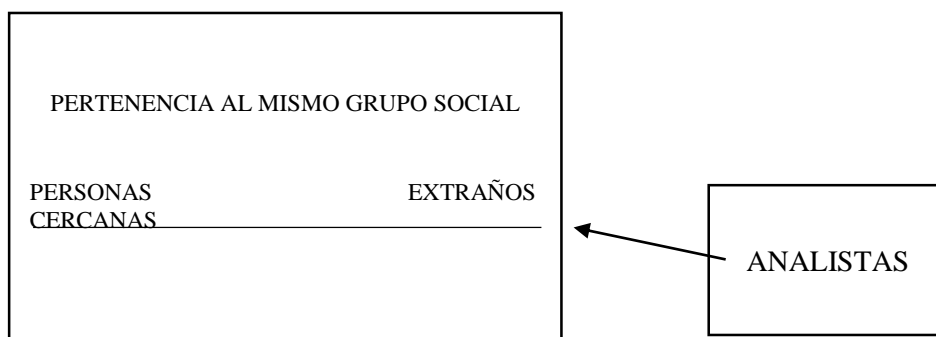 PERTENENCIA AL MISMO GRUPO SOCIAL
PERSONAS EXTRAÑOS
CERCANAS
ANALISTAS